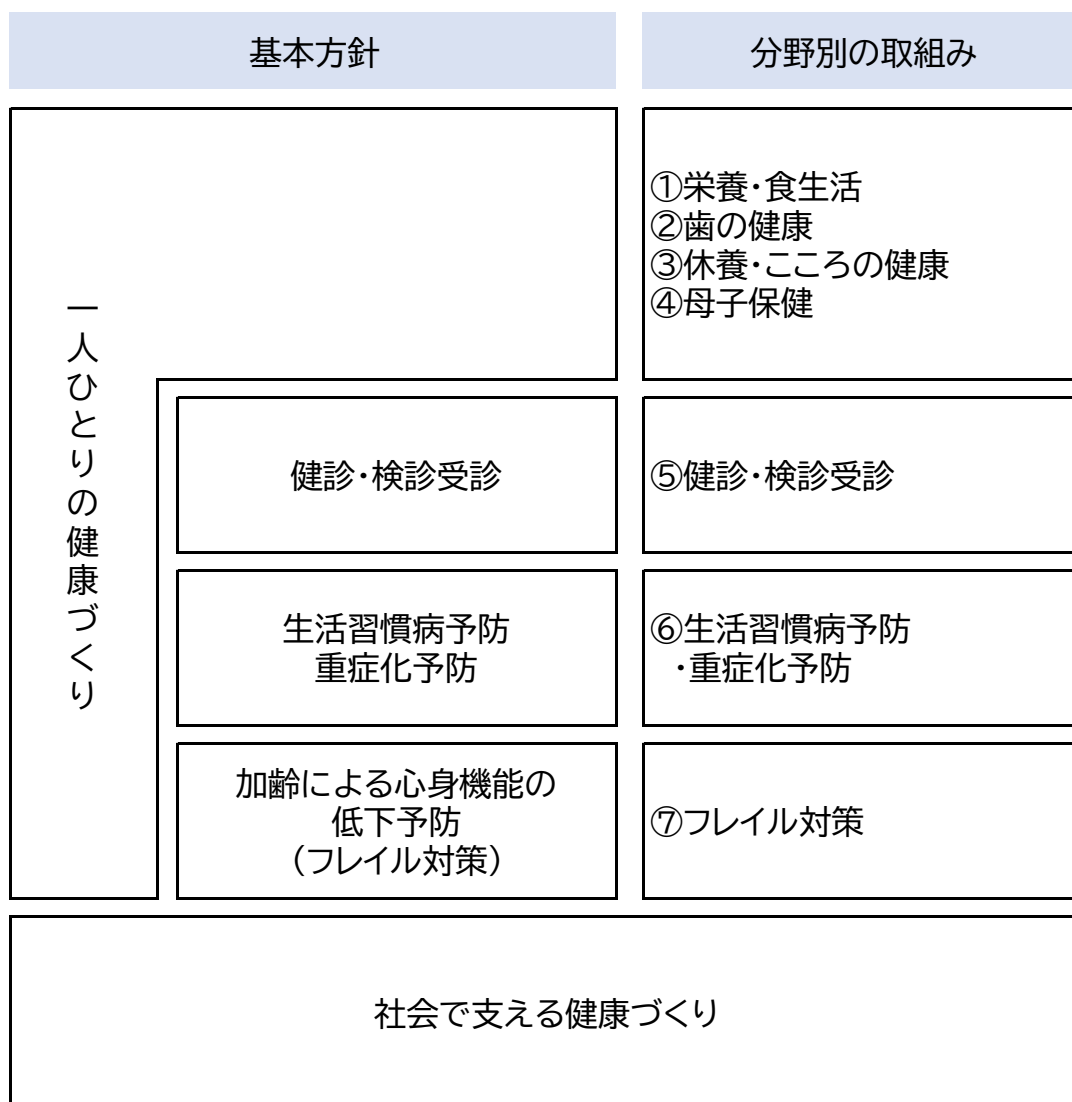 基本方針
分野別の取組み
一人ひとりの健康づくり
①栄養・食生活
②歯の健康
③休養・こころの健康
④母子保健
健診・検診受診
⑤健診・検診受診
生活習慣病予防
重症化予防
⑥生活習慣病予防
・重症化予防
加齢による心身機能の
低下予防
（フレイル対策）
⑦フレイル対策
社会で支える健康づくり